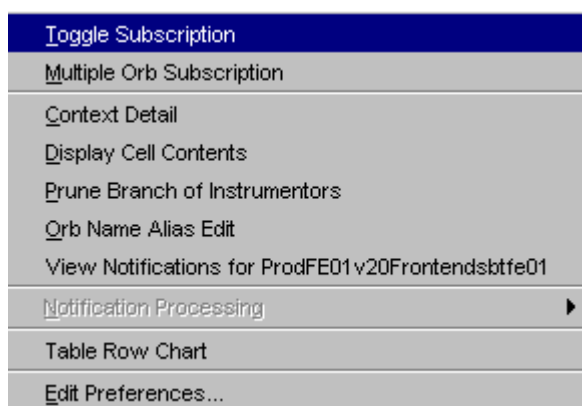 Toggle Subscription
Multiple Orb Subscription
Context Detail
Display Cell Contents
Prune Branch of Instrumentors
Orb Name Alias Edit
View Notifications for ProdFE01v20Frontendsbtfe01
Notification Processing
Table Row Chart
Edit Preferences...